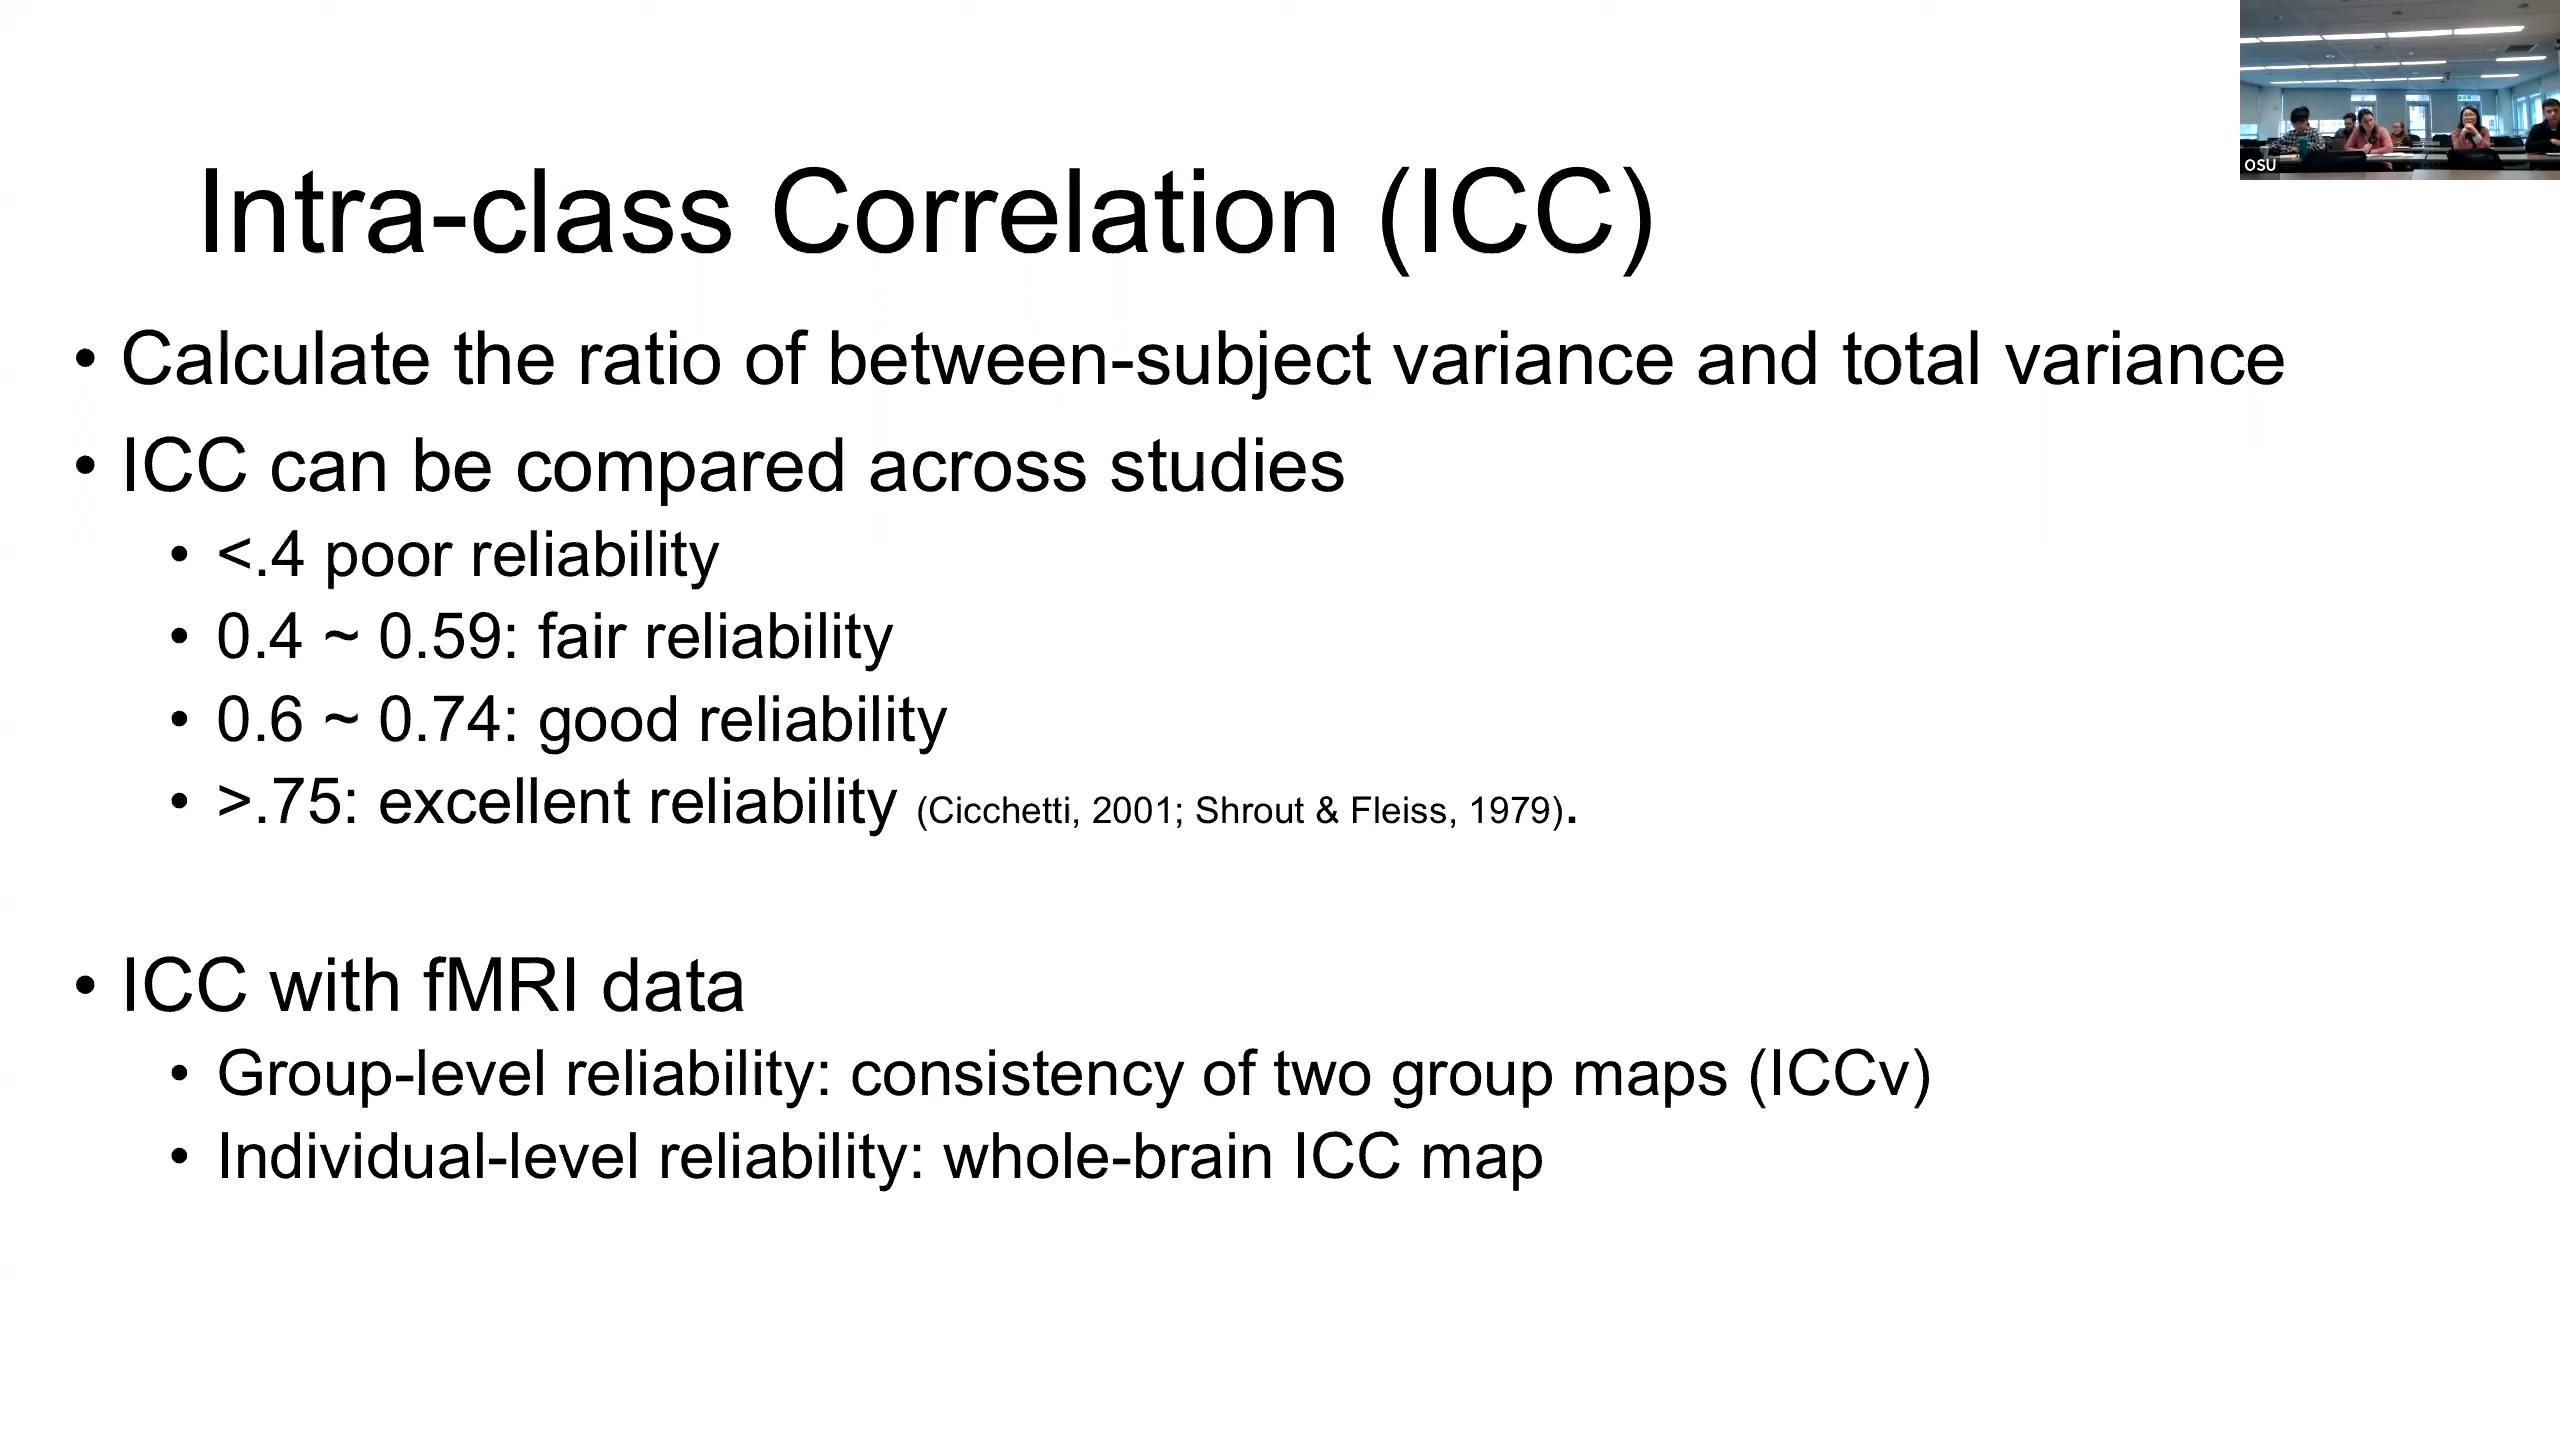 OSU
Intra-class Correlation (ICC)
• Calculate the ratio of between-subject variance and total variance
• ICC can be compared across studies
• <.4 poor reliability
• 0.4 ~ 0.59: fair reliability
• 0.6 ~ 0.74: good reliability
• >.75: excellent reliability (Cicchetti, 2001; Shrout & Fleiss, 1979).
• ICC with fMRI data
• Group-level reliability: consistency of two group maps (ICCv)
• Individual-level reliability: whole-brain ICC map